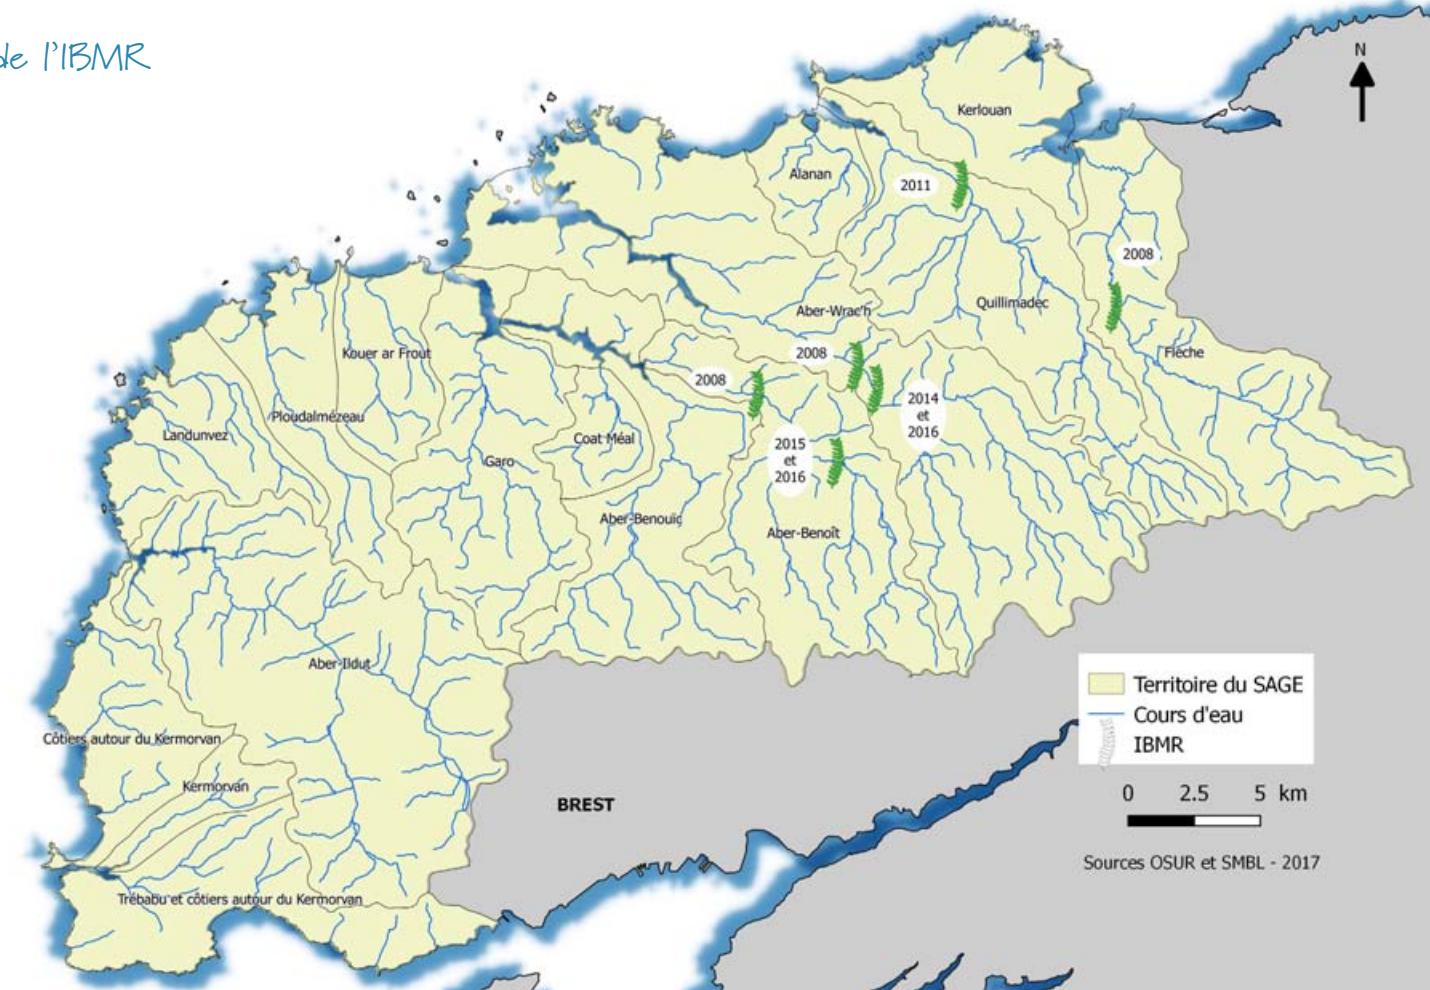 de l'IBMR
N
Kerlouan
Alanan
2011
2008
Aber-Wrac'h
Quillimadec
Kouer ar Frout
2008
Flèche
2008
2014
et
2016
Ploudalmézeau
Landunvez
Coat Méal
2015
et
2016
Garo
Aber-Benouic
Aber-Benoît
Aber-Ildut
Territoire du SAGE
Cours d'eau
IBMR
Côtiers autour du Kermorvan
Kermorvan
BREST
0 2.5 5 km
Sources OSUR et SMBL - 2017
Trébabu et côtiers autour du Kermorvan